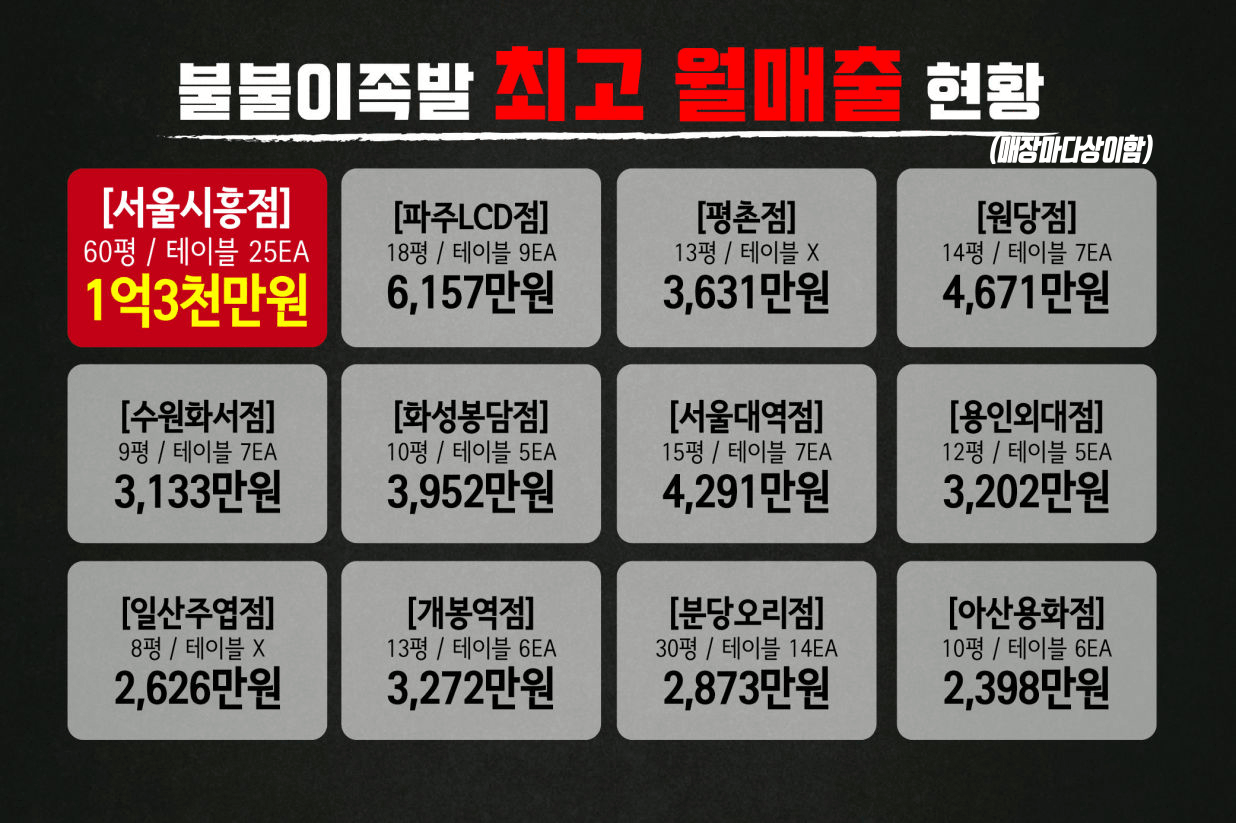 불불이족발 최고 월매출 현황
(매장마다상이함)
[서울시흥점]
60평 / 테이블 25EA
1억3천만원
[파주LCD점]
18평 / 테이블 9EA
6,157만원
[평촌점]
13평 / 테이블 X
3,631만원
[원당점]
14평 / 테이블 7EA
4,671만원
[수원화서점]
9평 / 테이블 7EA
3,133만원
[화성봉담점]
10평 / 테이블 5EA
3,952만원
[서울대역점]
15평 / 테이블 7EA
4,291만원
[용인외대점]
12평 / 테이블 5EA
3,202만원
[일산주엽점]
8평 / 테이블 X
2,626만원
[개봉역점]
13평 / 테이블 6EA
3,272만원
[분당오리점]
30평 / 테이블 14EA
2,873만원
[아산용화점]
10평 / 테이블 6EA
2,398만원